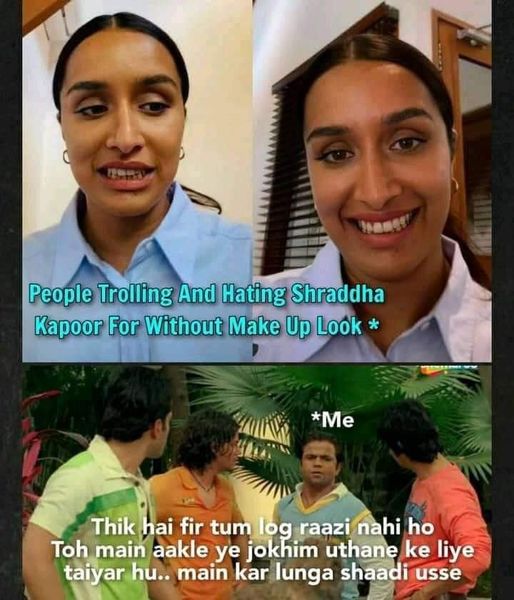 People Trolling And Hating Shraddha
Kapoor For Without Make Up Look *
*Me
Thik hai fir tum log raazi nahi ho
Toh main aakle ye jokhim uthane ke liye
taiyar hu.. main kar lunga shaadi usse